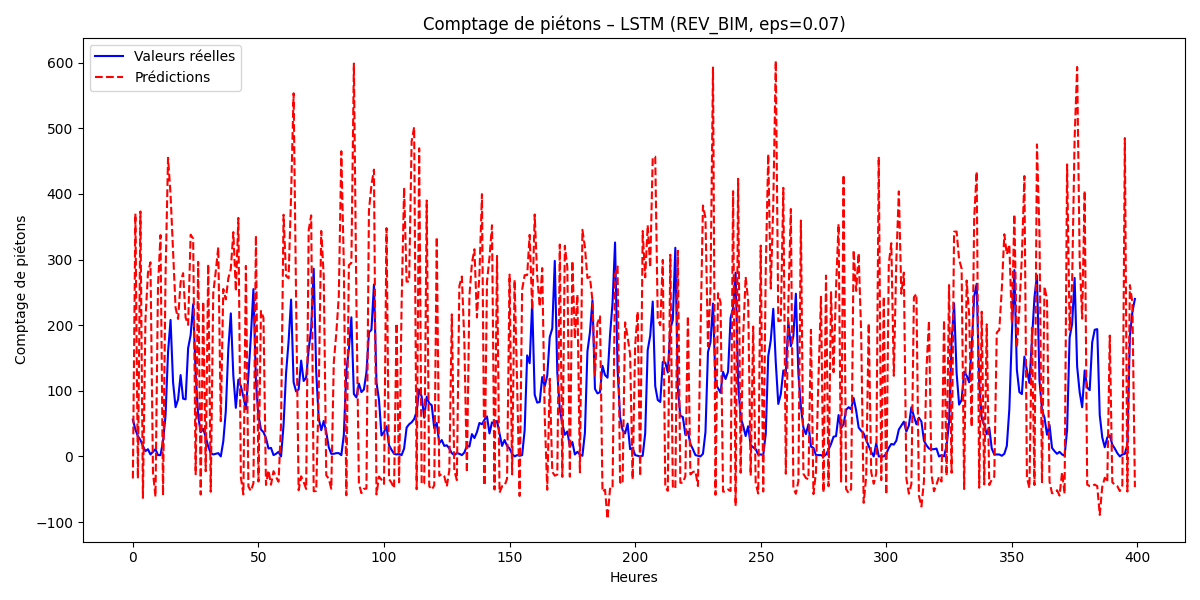 Comptage de piétons – LSTM (REV_BIM, eps=0.07)
Valeurs réelles
Prédictions
Comptage de piétons
600
500
400
300
200
100
0
−100
0 50 100 150 200 250 300 350 400
Heures